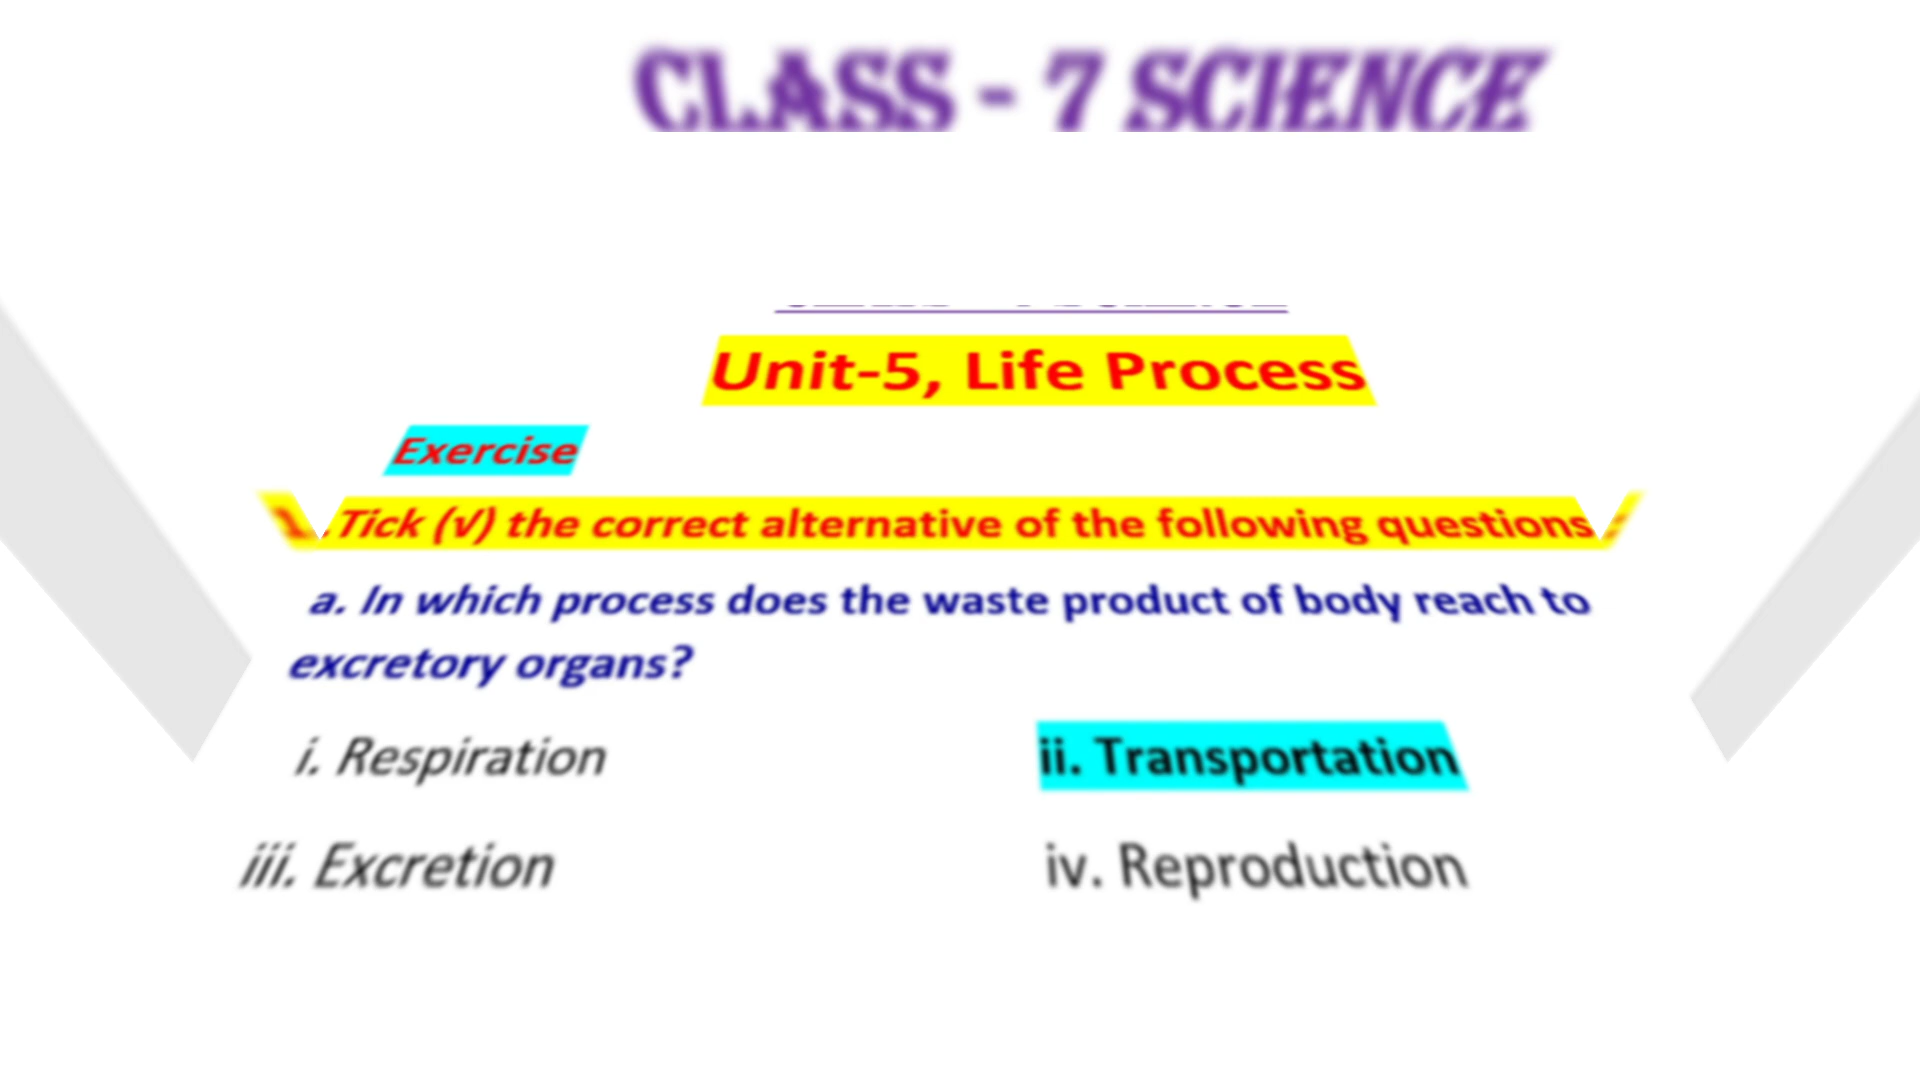 CLASS - 7 SCIENCE
Unit-5, Life Process
Exercise
1. Tick (√) the correct alternative of the following questions:
a. In which process does the waste product of body reach to
excretory organs?
i. Respiration
ii. Transportation
iii. Excretion
iv. Reproduction